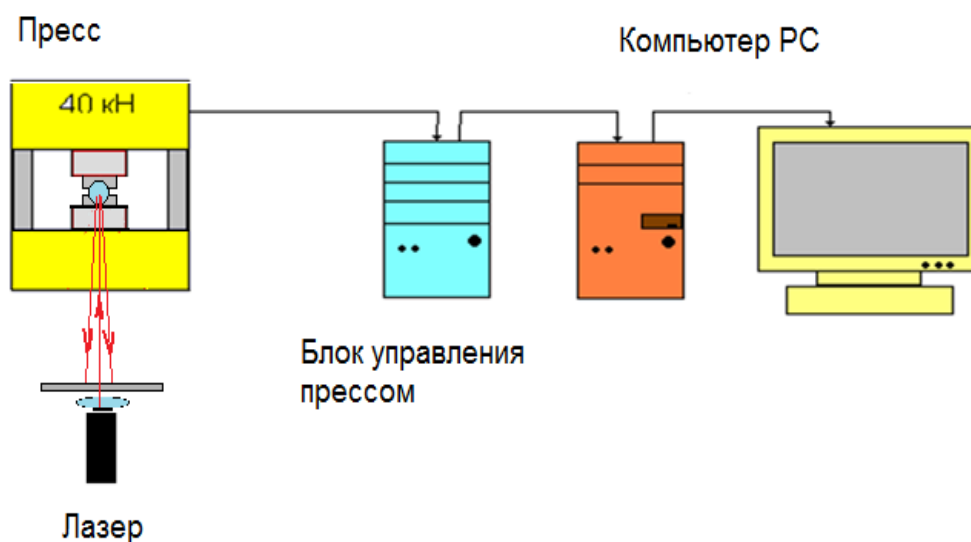 Пресс
Компьютер PC
40 кН
Блок управления
прессом
Лазер